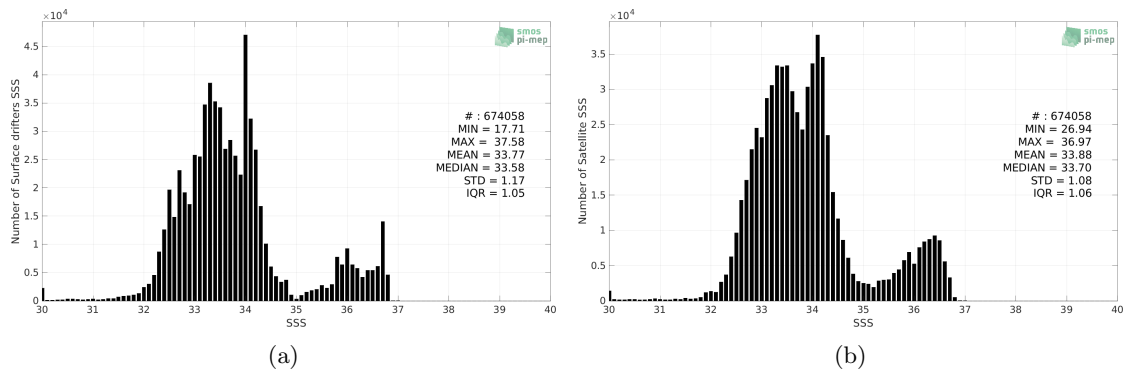 ×10⁴
4.5
4
3.5
3
2.5
2
1.5
1
0.5
0
30 31 32 33 34 35 36 37 38 39 40
SSS
Number of Surface drifters SSS
smos
pi-mep
# : 674058
MIN = 17.71
MAX = 37.58
MEAN = 33.77
MEDIAN = 33.58
STD = 1.17
IQR = 1.05
(a)
×10⁴
3.5
3
2.5
2
1.5
1
0.5
0
30 31 32 33 34 35 36 37 38 39 40
SSS
Number of Satellite SSS
smos
pi-mep
# : 674058
MIN = 26.94
MAX = 36.97
MEAN = 33.88
MEDIAN = 33.70
STD = 1.08
IQR = 1.06
(b)